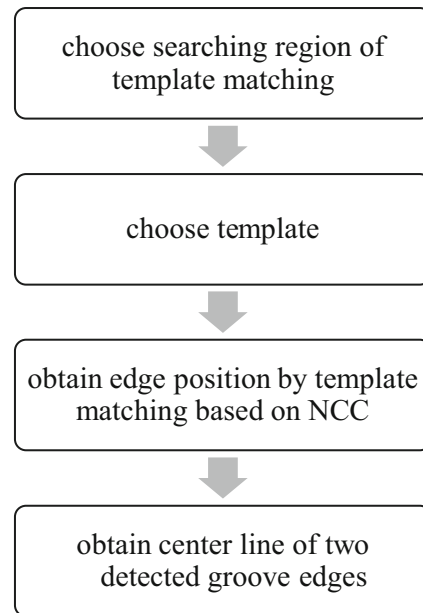 choose searching region of
template matching
choose template
obtain edge position by template
matching based on NCC
obtain center line of two
detected groove edges